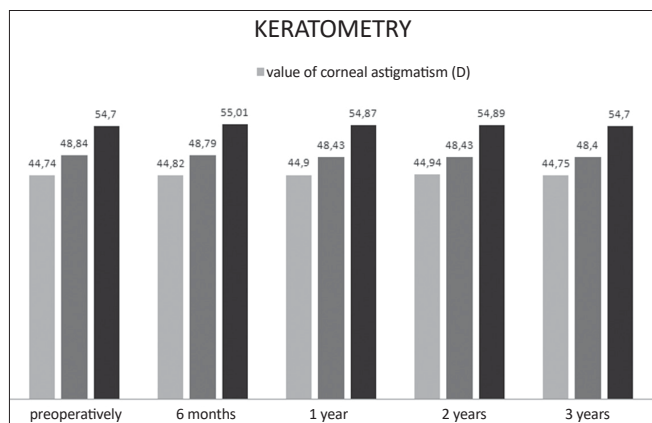 KERATOMETRY
value of corneal astigmatism (D)
44,74 48,84 54,7 44,82 48,79 55,01 44,9 48,43 54,87 44,94 48,43 54,89 44,75 48,4 54,7
preoperatively 6 months 1 year 2 years 3 years